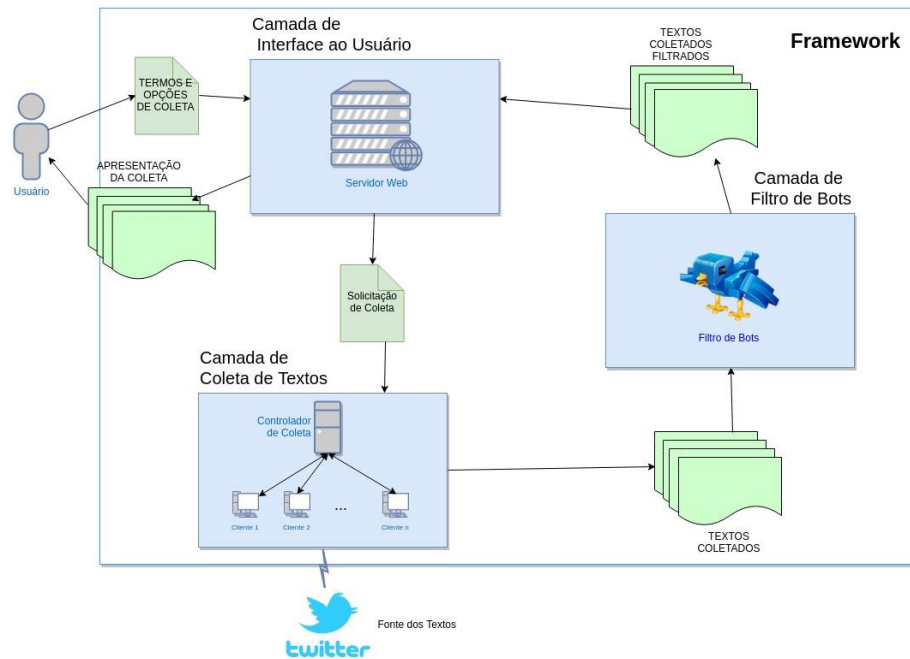 Camada de
Interface ao Usuário
Framework
TEXTOS
COLETADOS
FILTRADOS
TERMOS E
OPÇÕES
DE COLETA
Servidor Web
Usuário
APRESENTAÇÃO
DA COLETA
Camada de
Filtro de Bots
Filtro de Bots
Solicitação
de Coleta
Camada de
Coleta de Textos
Controlador
de Coleta
Cliente 1
Cliente 2
...
Cliente n
TEXTOS
COLETADOS
Fonte dos Textos
twitter